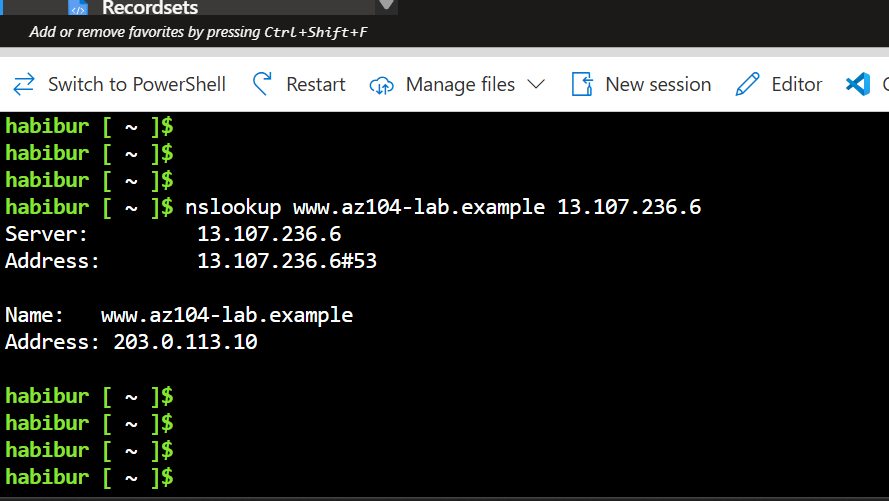 Recordsets
Add or remove favorites by pressing Ctrl+Shift+F
Switch to PowerShell Restart Manage files New session Editor
habibur [ ~ ]$
habibur [ ~ ]$
habibur [ ~ ]$
habibur [ ~ ]$ nslookup www.az104-lab.example 13.107.236.6
Server: 13.107.236.6
Address: 13.107.236.6#53
Name: www.az104-lab.example
Address: 203.0.113.10
habibur [ ~ ]$
habibur [ ~ ]$
habibur [ ~ ]$
habibur [ ~ ]$